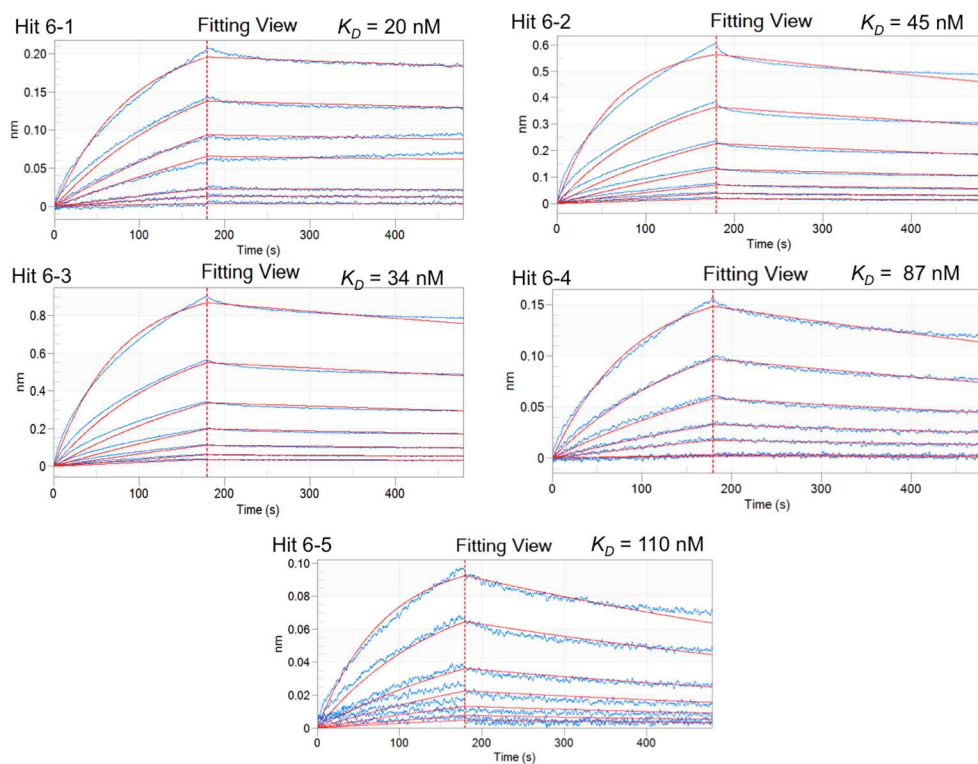 Hit 6-1 Fitting View K_D = 20 nM
0.20
0.15
0.10
0.05
0
nm
0 100 200 300 400
Time (s)
Hit 6-2 Fitting View K_D = 45 nM
0.6
0.5
0.4
0.3
0.2
0.1
0
nm
0 100 200 300 400
Time (s)
Hit 6-3 Fitting View K_D = 34 nM
0.8
0.6
0.4
0.2
0
nm
0 100 200 300 400
Time (s)
Hit 6-4 Fitting View K_D = 87 nM
0.15
0.10
0.05
0
nm
0 100 200 300 400
Time (s)
Hit 6-5 Fitting View K_D = 110 nM
0.10
0.08
0.06
0.04
0.02
0
nm
0 100 200 300 400
Time (s)